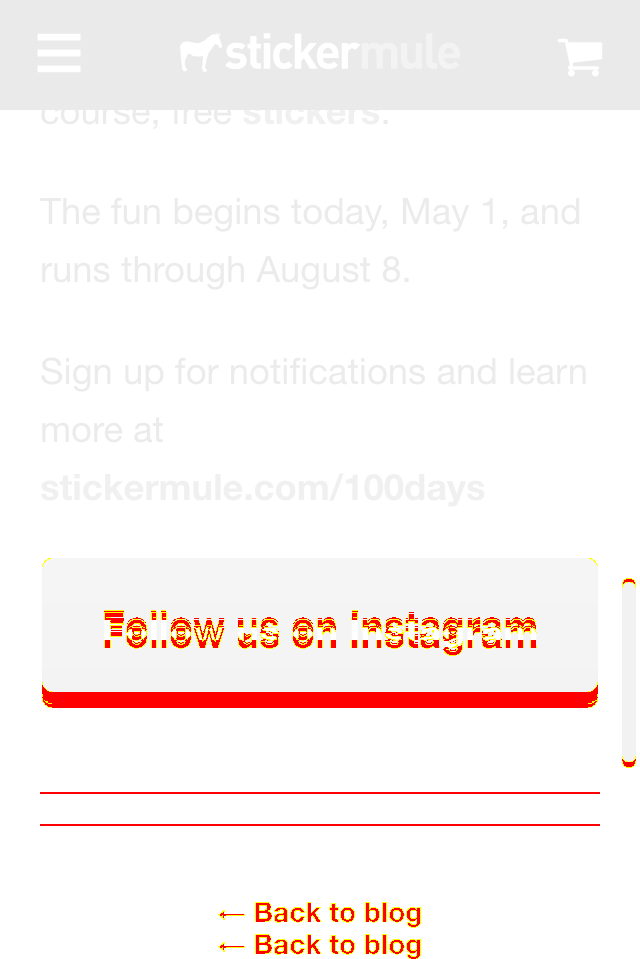 stickermule
course, free stickers.
The fun begins today, May 1, and
runs through August 8.
Sign up for notifications and learn
more at
stickermule.com/100days
Follow us on Instagram
← Back to blog
← Back to blog